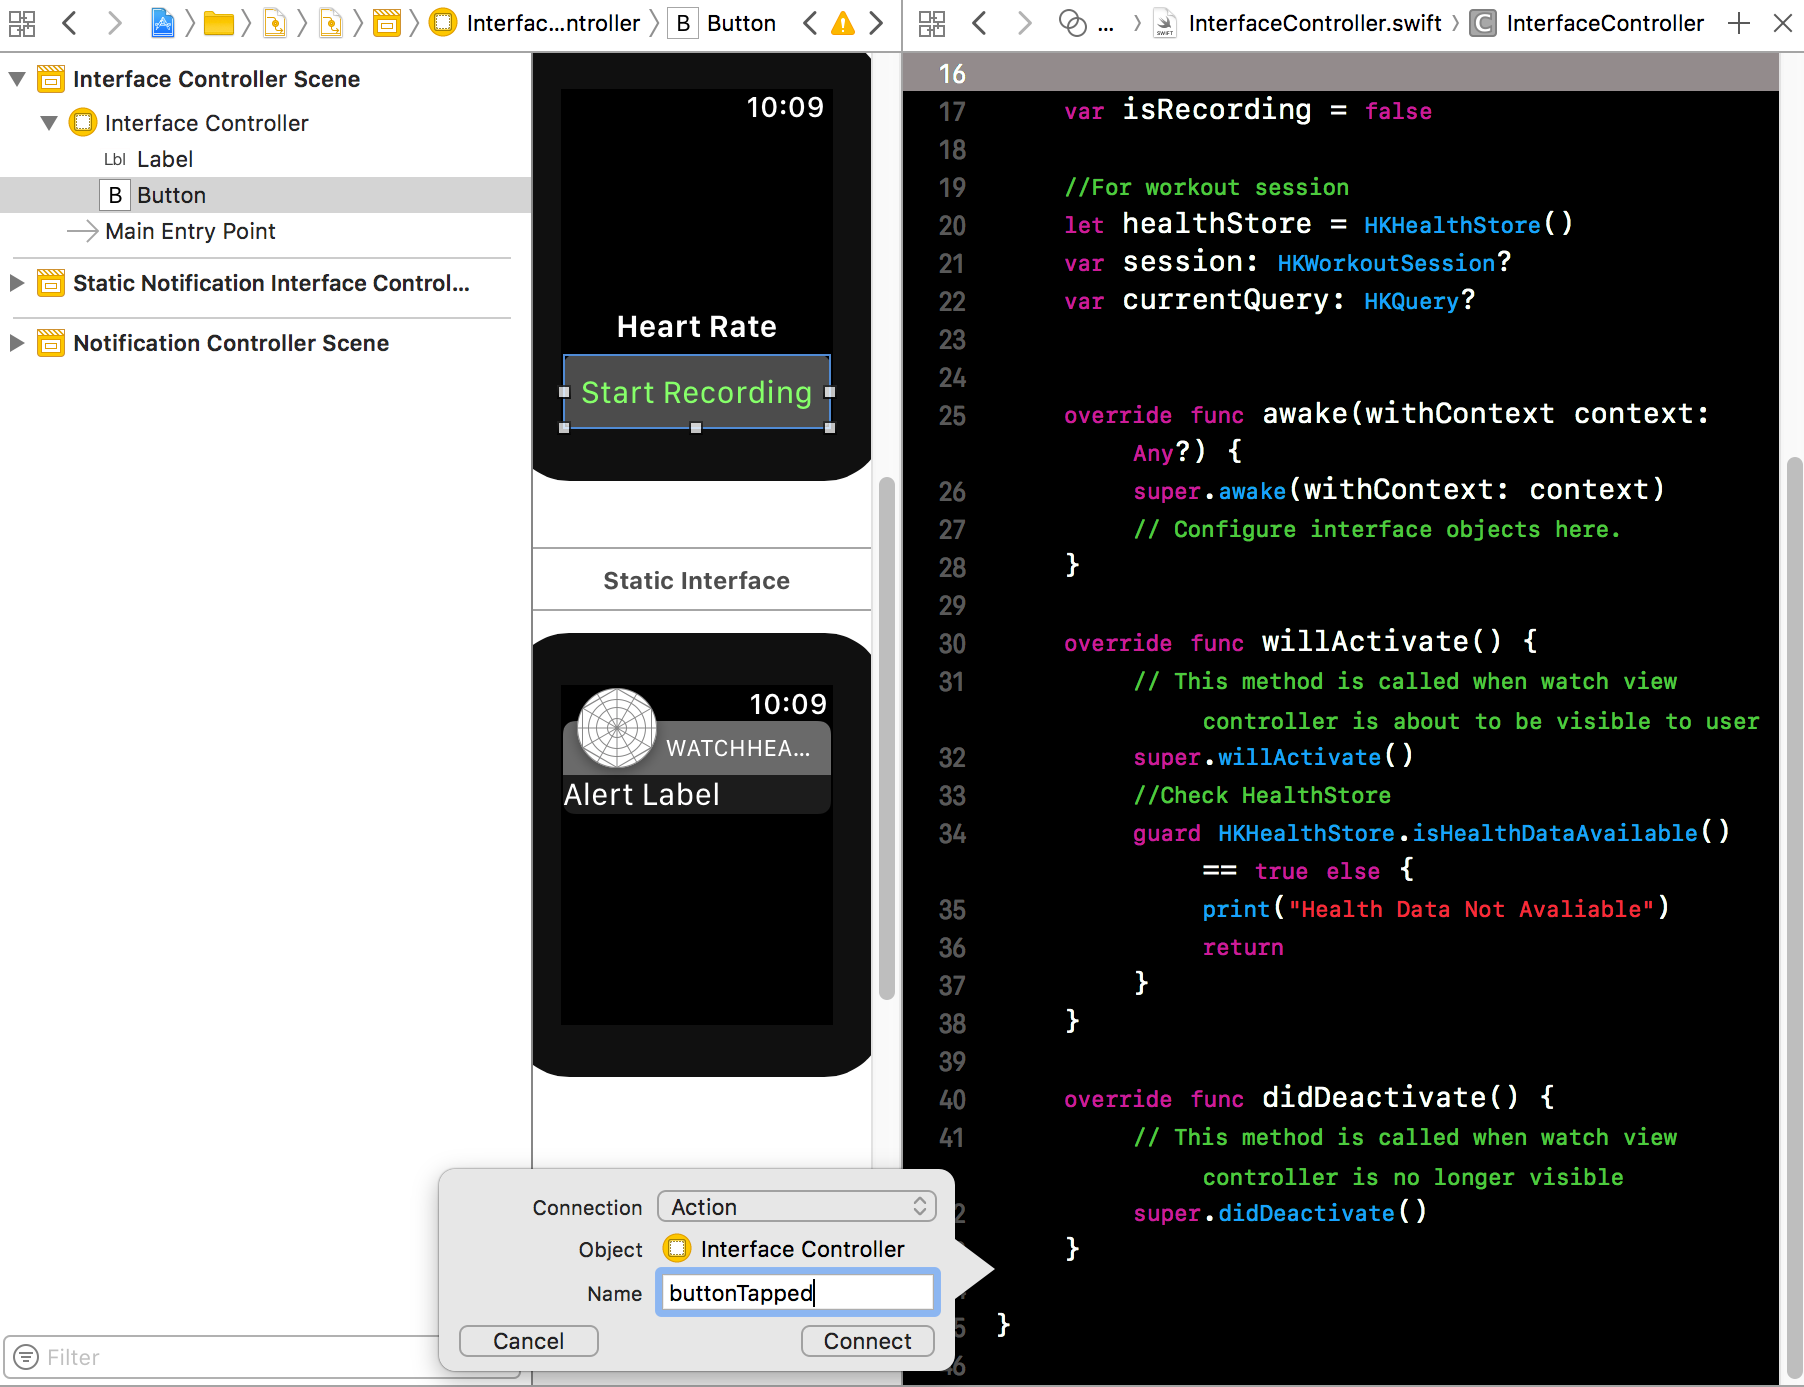 Interfac...ntroller
B Button
... InterfaceController.swift
C InterfaceController
Interface Controller Scene
Interface Controller
Lbl Label
B Button
Main Entry Point
Static Notification Interface Control...
Notification Controller Scene
Filter
10:09
Heart Rate
Start Recording
Static Interface
10:09
WATCHHEA...
Alert Label
Connection Action
Object Interface Controller
Name buttonTapped
Cancel Connect
16
17 var isRecording = false
18
19 //For workout session
20 let healthStore = HKHealthStore()
21 var session: HKWorkoutSession?
22 var currentQuery: HKQuery?
23
24
25 override func awake(withContext context:
Any?) {
26 super.awake(withContext: context)
27 // Configure interface objects here.
28 }
29
30 override func willActivate() {
31 // This method is called when watch view
controller is about to be visible to user
32 super.willActivate()
33 //Check HealthStore
34 guard HKHealthStore.isHealthDataAvailable()
== true else {
35 print("Health Data Not Avaliable")
36 return
37 }
38 }
39
40 override func didDeactivate() {
41 // This method is called when watch view
controller is no longer visible
2 super.didDeactivate()
}
5 }
46